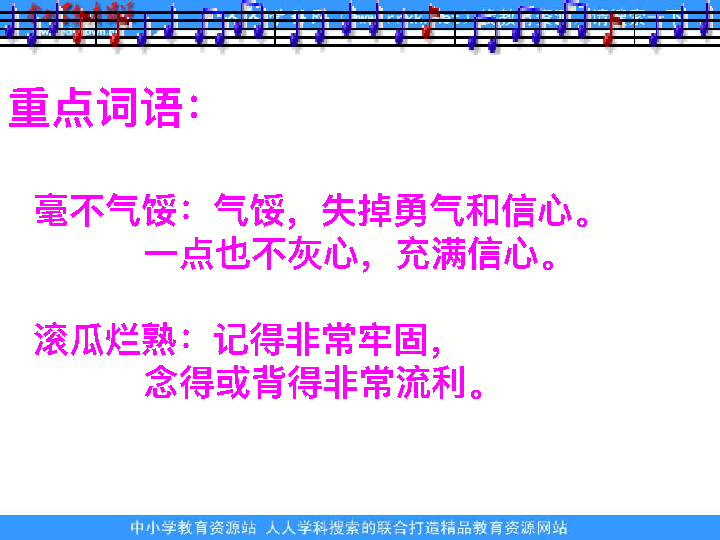 重点词语：
毫不气馁：气馁，失掉勇气和信心。
一点也不灰心，充满信心。
滚瓜烂熟：记得非常牢固，
念得或背得非常流利。
中小学教育资源站 人人学科搜索的联合打造精品教育资源网站